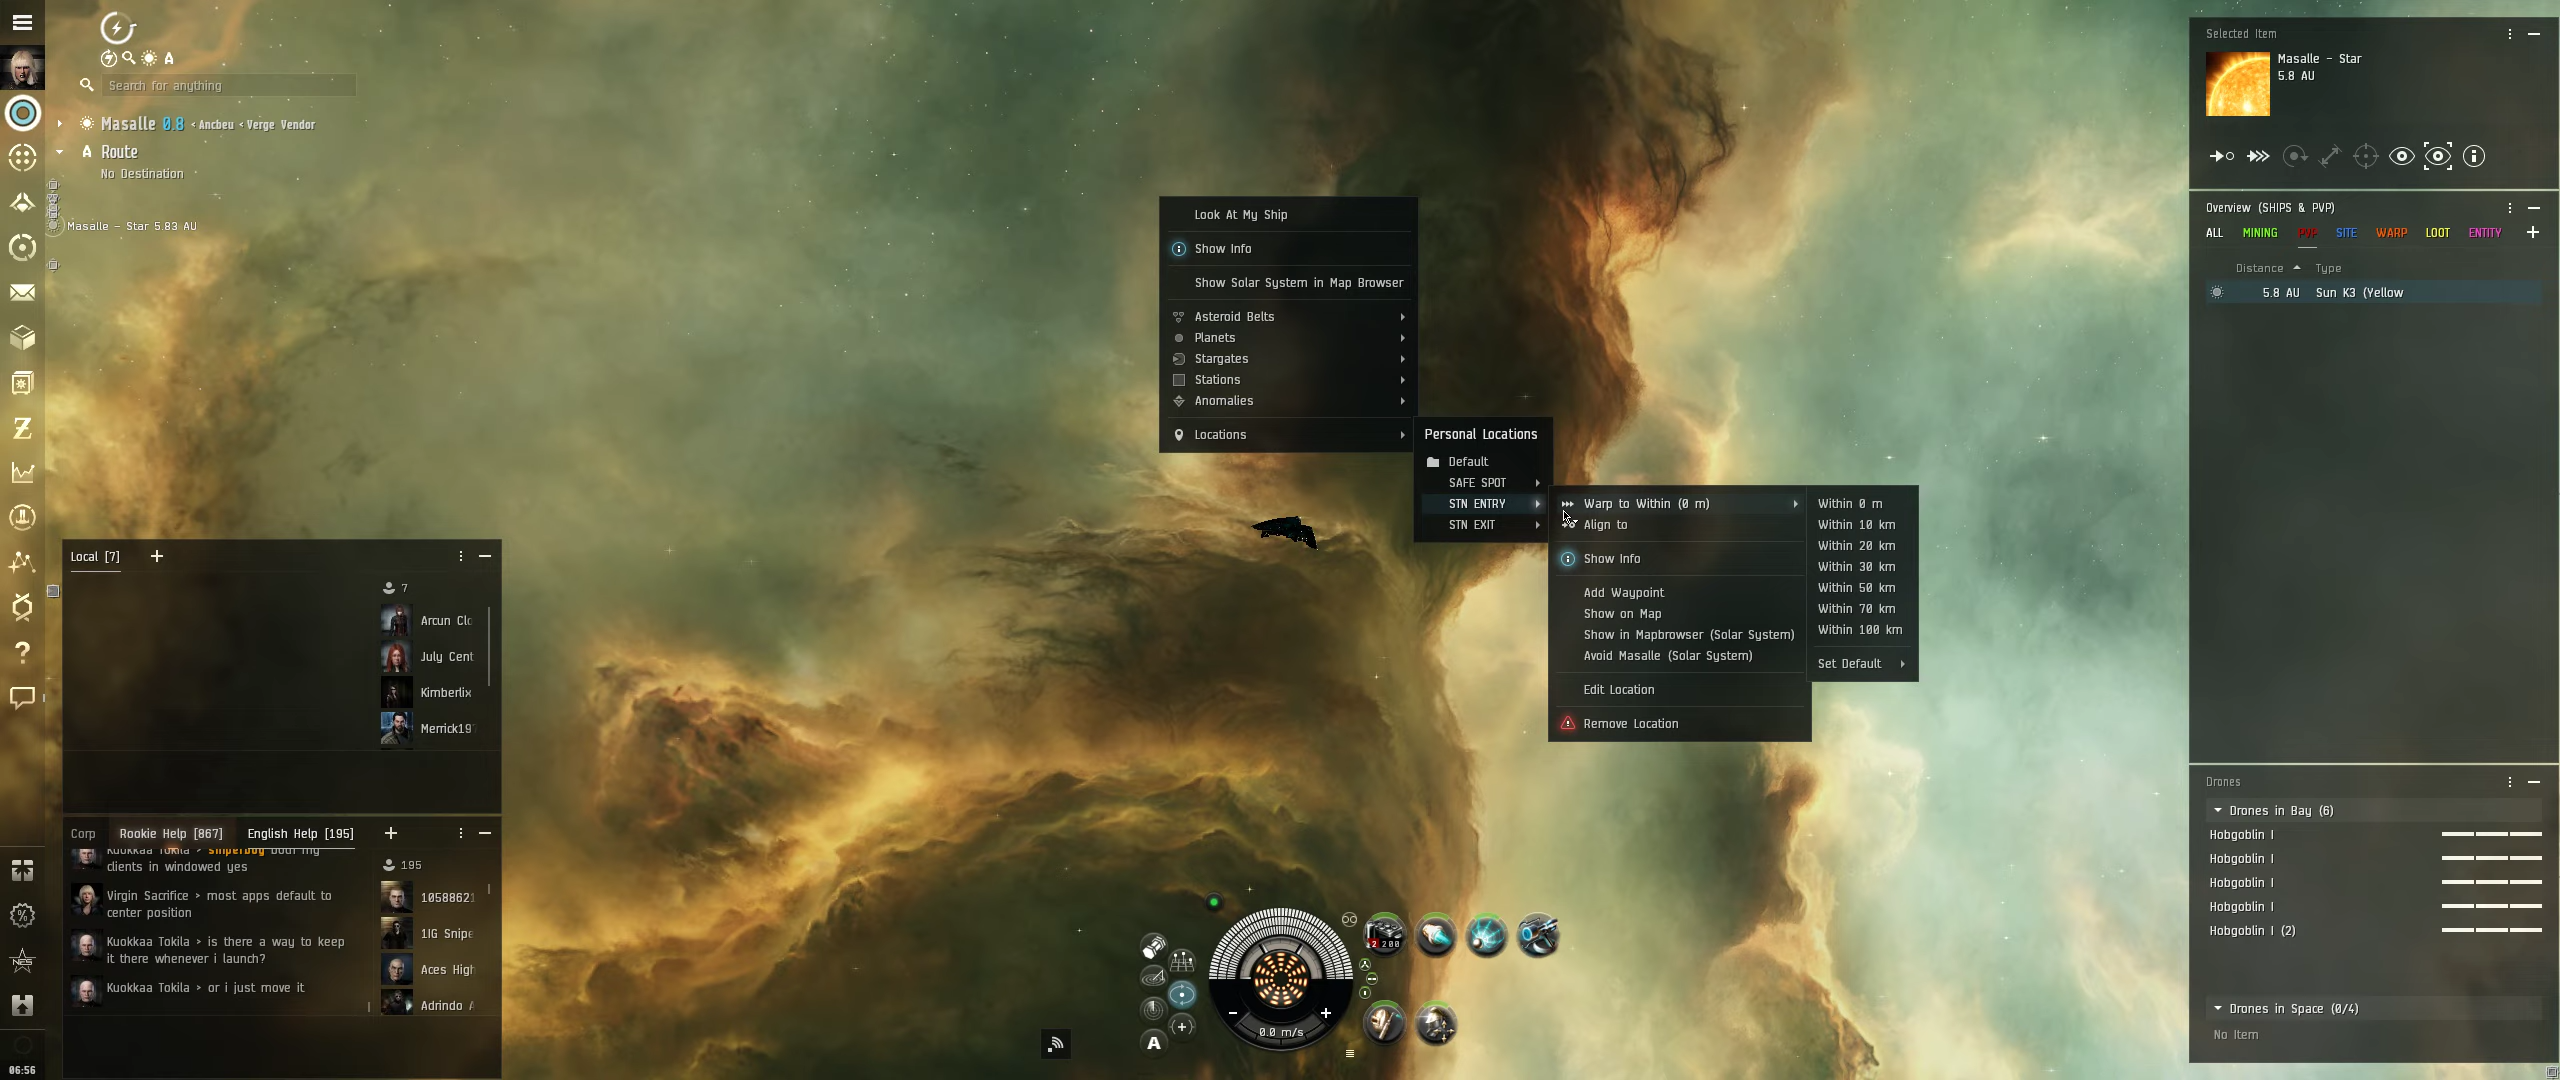 Search for anything
Masalle 0.8 < Ancbeu < Verge Vendor
Route
No Destination
Masalle - Star 5.83 AU
Look At My Ship
Show Info
Show Solar System in Map Browser
Asteroid Belts
Planets
Stargates
Stations
Anomalies
Locations
Personal Locations
Default
SAFE SPOT
STN ENTRY
STN EXIT
Warp to Within (0 m)
Align to
Show Info
Add Waypoint
Show on Map
Show in Mapbrowser (Solar System)
Avoid Masalle (Solar System)
Edit Location
Remove Location
Within 0 m
Within 10 km
Within 20 km
Within 30 km
Within 50 km
Within 70 km
Within 100 km
Set Default
Selected Item
Masalle - Star
5.8 AU
Overview (SHIPS & PVP)
ALL MINING PVP SITE WARP LOOT ENTITY
Distance Type
5.8 AU Sun K3 (Yellow
Drones
Drones in Bay (6)
Hobgoblin I
Hobgoblin I
Hobgoblin I
Hobgoblin I
Hobgoblin I (2)
Drones in Space (0/4)
No Item
Local [7]
7
Arcun Clo
July Cent
Kimberlix
Merrick19
Corp Rookie Help [867] English Help [195]
Kuokkaa Tokila > sniperboy both my
clients in windowed yes
Virgin Sacrifice > most apps default to
center position
Kuokkaa Tokila > is there a way to keep
it there whenever i launch?
Kuokkaa Tokila > or i just move it
195
10588621
1IG Snipe
Aces High
Adrindo A
2 200
0.0 m/s
A
NES
06:56